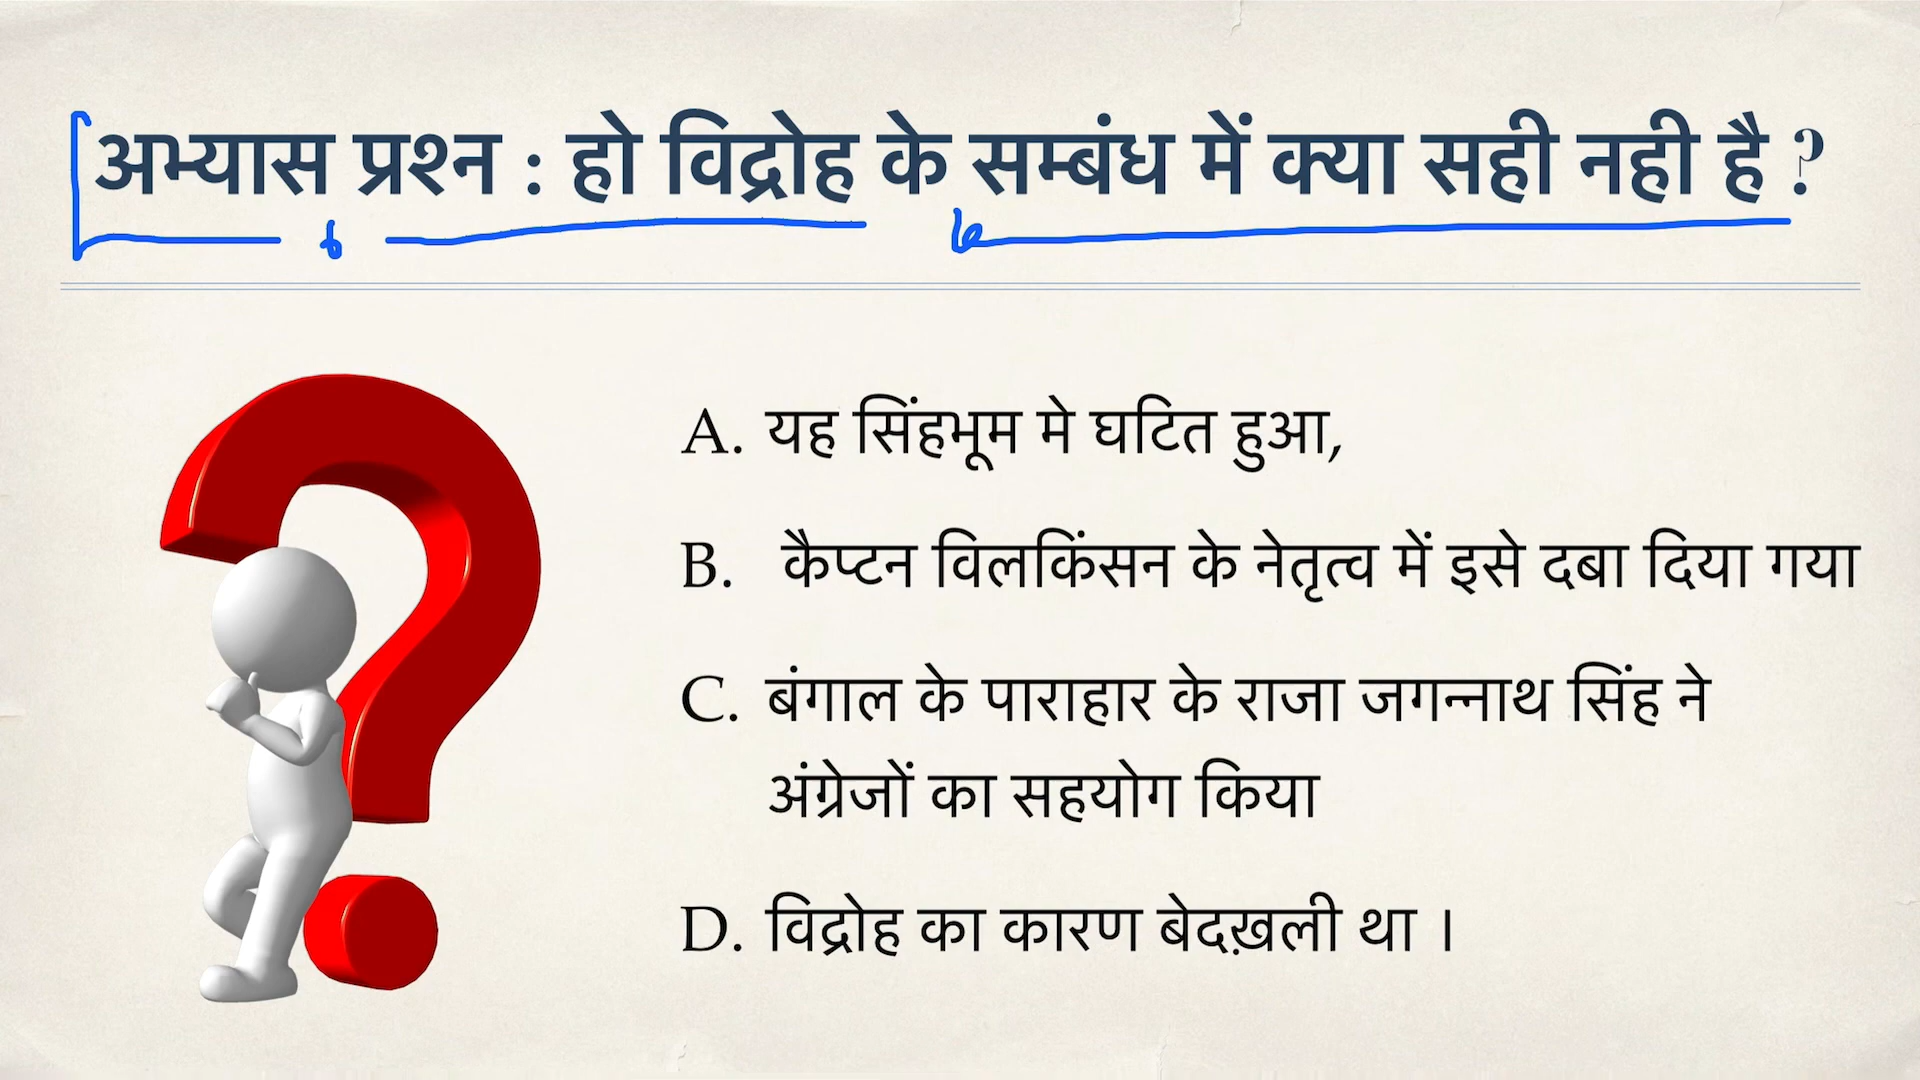 अभ्यास प्रश्न : हो विद्रोह के सम्बंध में क्या सही नही है ?
A. यह सिंहभूम मे घटित हुआ,
B. कैप्टन विलकिंसन के नेतृत्व में इसे दबा दिया गया
C. बंगाल के पाराहार के राजा जगन्नाथ सिंह ने
अंग्रेजों का सहयोग किया
D. विद्रोह का कारण बेदख़ली था ।